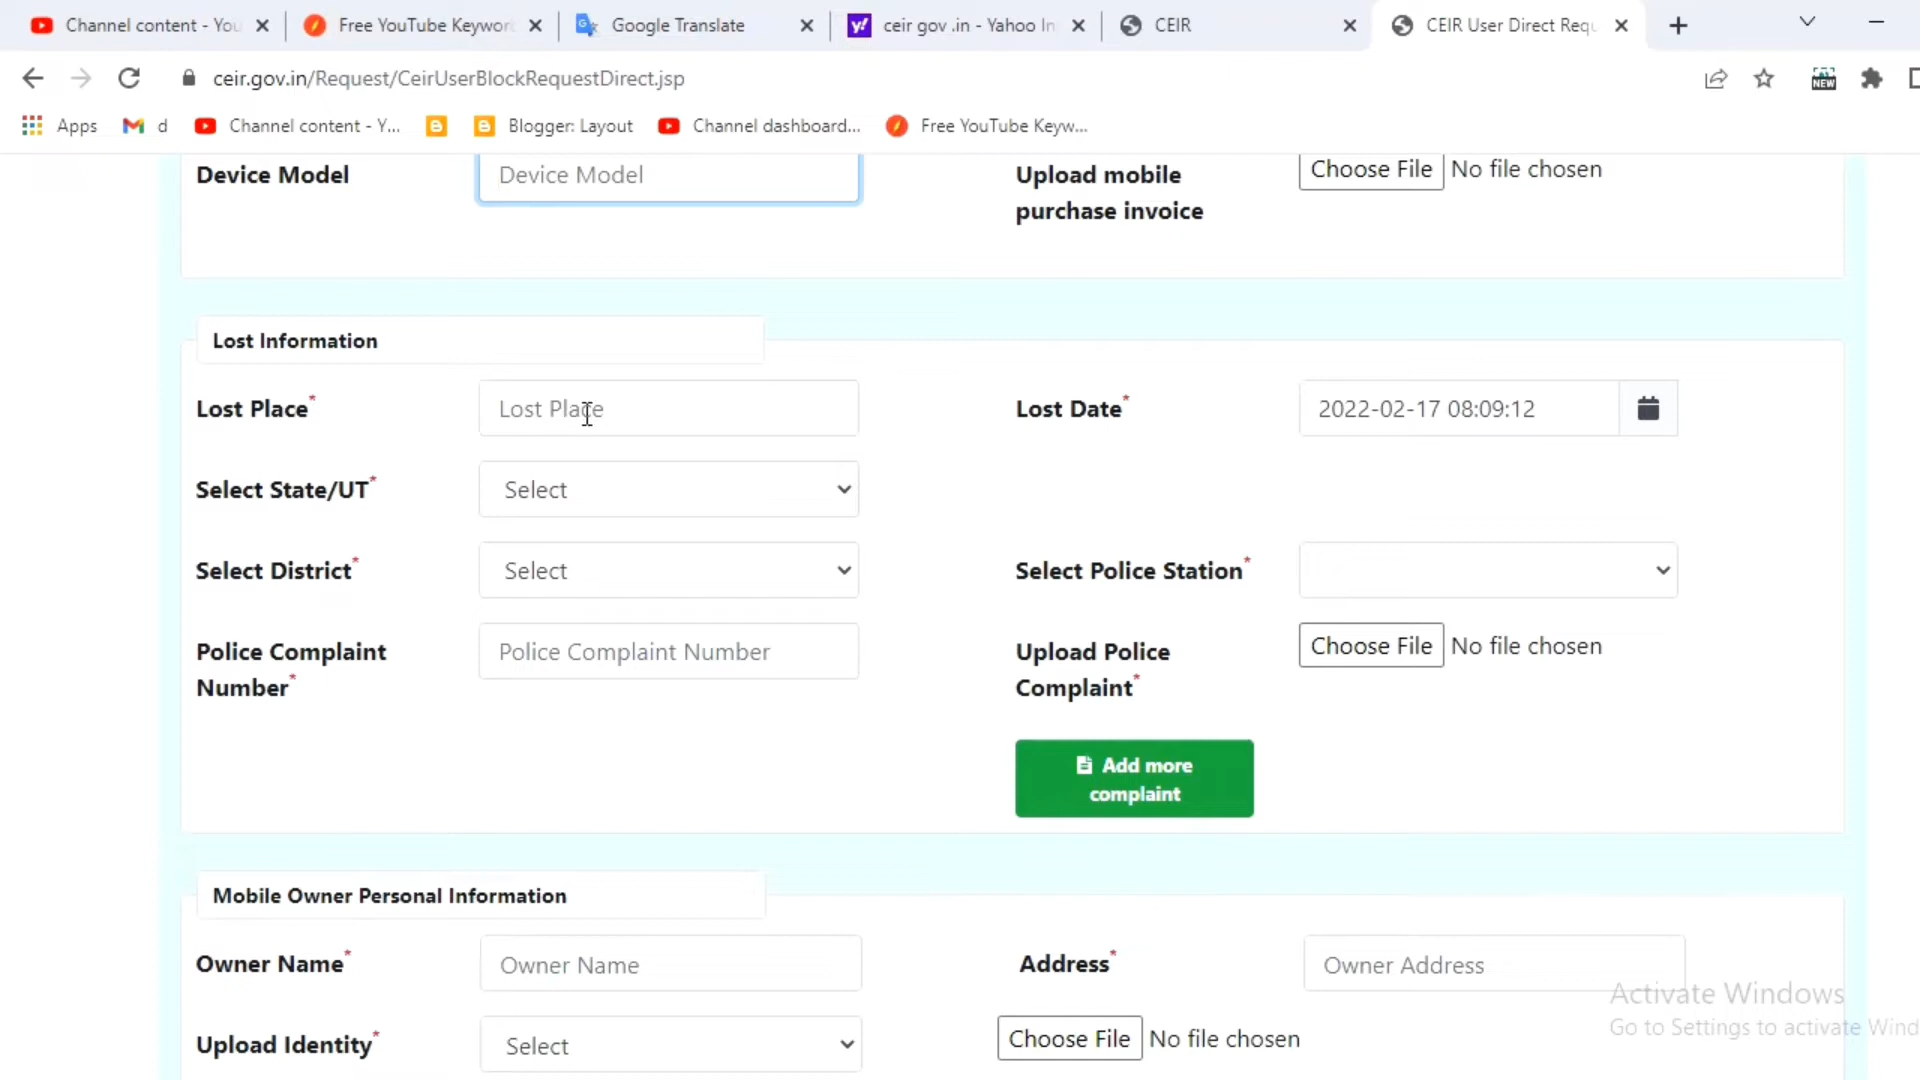 Channel content - You
Free YouTube Keywor
Google Translate
ceir gov .in - Yahoo In
CEIR
CEIR User Direct Requ
ceir.gov.in/Request/CeirUserBlockRequestDirect.jsp
NEW
Apps
d
Channel content - Y...
Blogger: Layout
Channel dashboard...
Free YouTube Keyw...
Device Model
Device Model
Upload mobile
purchase invoice
Choose File No file chosen
Lost Information
Lost Place*
Lost Place
Lost Date*
2022-02-17 08:09:12
Select State/UT*
Select
Select District*
Select
Select Police Station*
Police Complaint
Number*
Police Complaint Number
Upload Police
Complaint*
Choose File No file chosen
Add more
complaint
Mobile Owner Personal Information
Owner Name*
Owner Name
Address*
Owner Address
Upload Identity*
Select
Choose File No file chosen
Activate Windows
Go to Settings to activate Wind